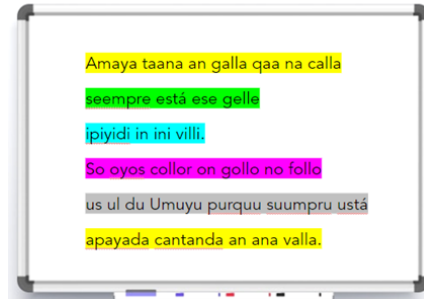 Amaya taana an galla qaa na calla
seempre está ese gelle
ipiyidi in ini villi.
So oyos collor on gollo no follo
us ul du Umuyu purquu suumpru ustá
apayada cantanda an ana valla.